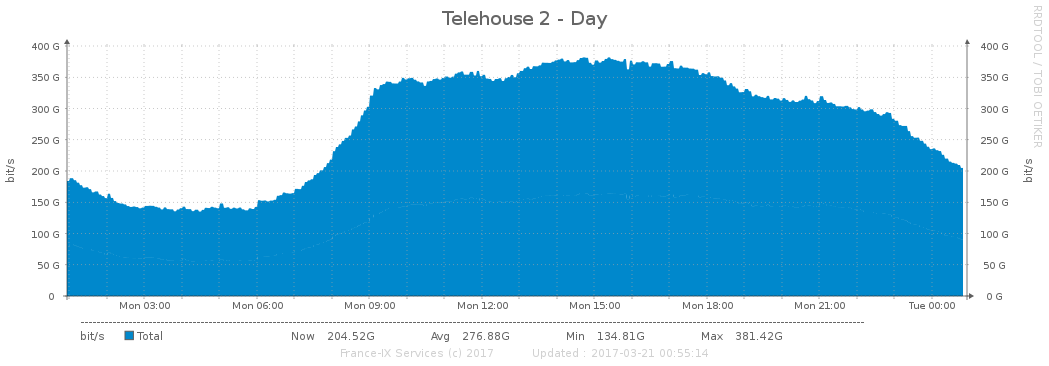 Telehouse 2 - Day
RRDTOOL / TOBI OETIKER
bit/s
400 G
350 G
300 G
250 G
200 G
150 G
100 G
50 G
0
400 G
350 G
300 G
250 G
200 G
150 G
100 G
50 G
0 G
bit/s
Mon 03:00 Mon 06:00 Mon 09:00 Mon 12:00 Mon 15:00 Mon 18:00 Mon 21:00 Tue 00:00
bit/s Total Now 204.52G Avg 276.88G Min 134.81G Max 381.42G
France-IX Services (c) 2017 Updated : 2017-03-21 00:55:14